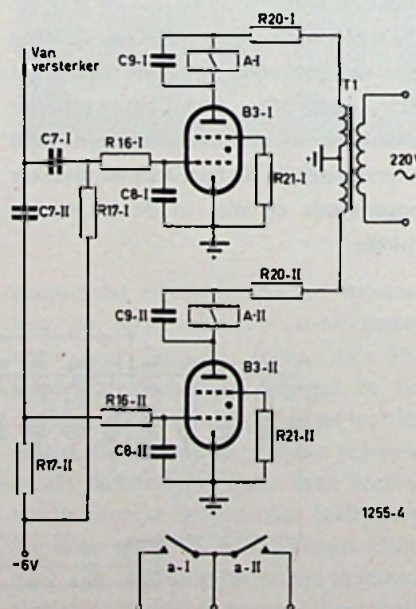 Van
versterker
R20-I
C9-I
A-I
T1
B3-I
C7-I
R16-I
220V
C7-II
R17-I
C8-I
R21-I
R20-II
C9-II
A-II
B3-II
R16-II
R17-II
C8-II
R21-II
-6V
1255-4
a-I
a-II